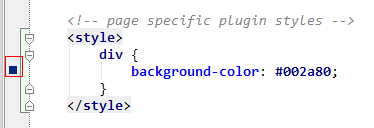 <!-- page specific plugin styles -->
<style>
div {
background-color: #002a80;
}
</style>